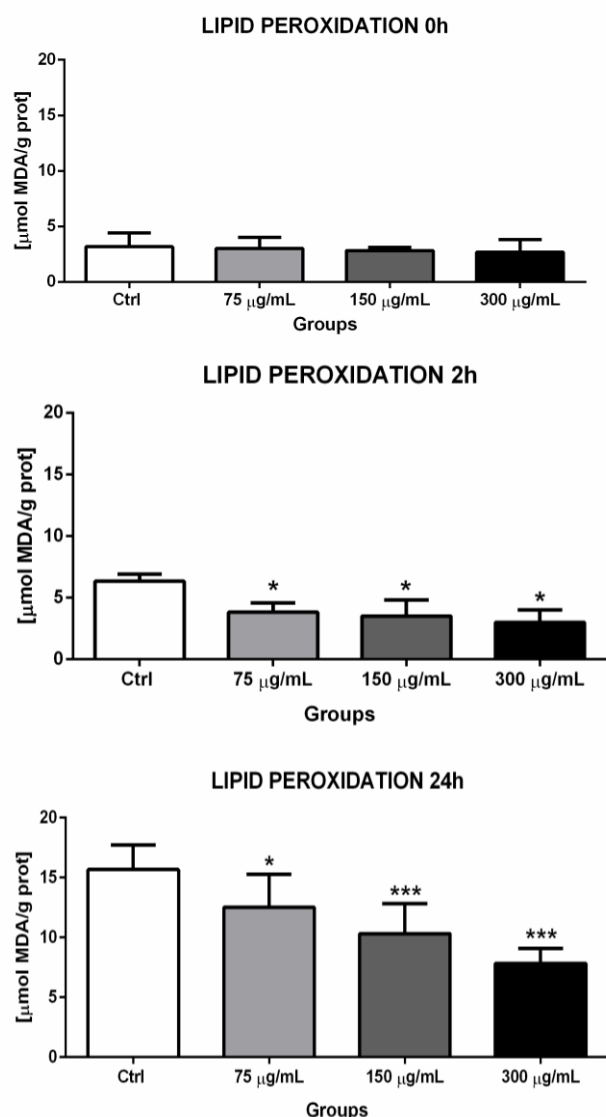 LIPID PEROXIDATION 0h
[µmol MDA/g prot]
20
15
10
5
0
Ctrl 75 µg/mL 150 µg/mL 300 µg/mL
Groups
LIPID PEROXIDATION 2h
[µmol MDA/g prot]
20
15
10
5
0
* * *
Ctrl 75 µg/mL 150 µg/mL 300 µg/mL
Groups
LIPID PEROXIDATION 24h
[µmol MDA/g prot]
20
15
10
5
0
* *** ***
Ctrl 75 µg/mL 150 µg/mL 300 µg/mL
Groups